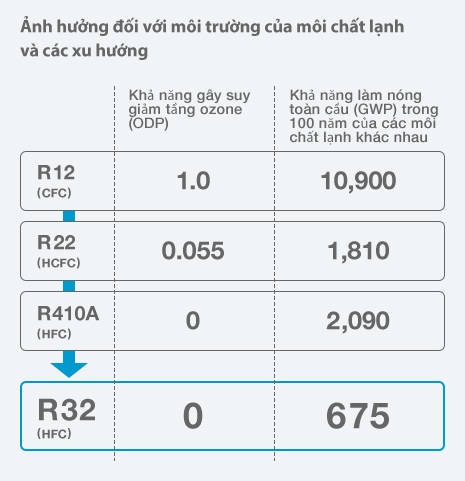 Ảnh hưởng đối với môi trường của môi chất lạnh
và các xu hướng
Khả năng gây suy
giảm tầng ozone
(ODP)
Khả năng làm nóng
toàn cầu (GWP) trong
100 năm của các môi
chất lạnh khác nhau
R12
(CFC)
1.0
10,900
R22
(HCFC)
0.055
1,810
R410A
(HFC)
0
2,090
R32
(HFC)
0
675